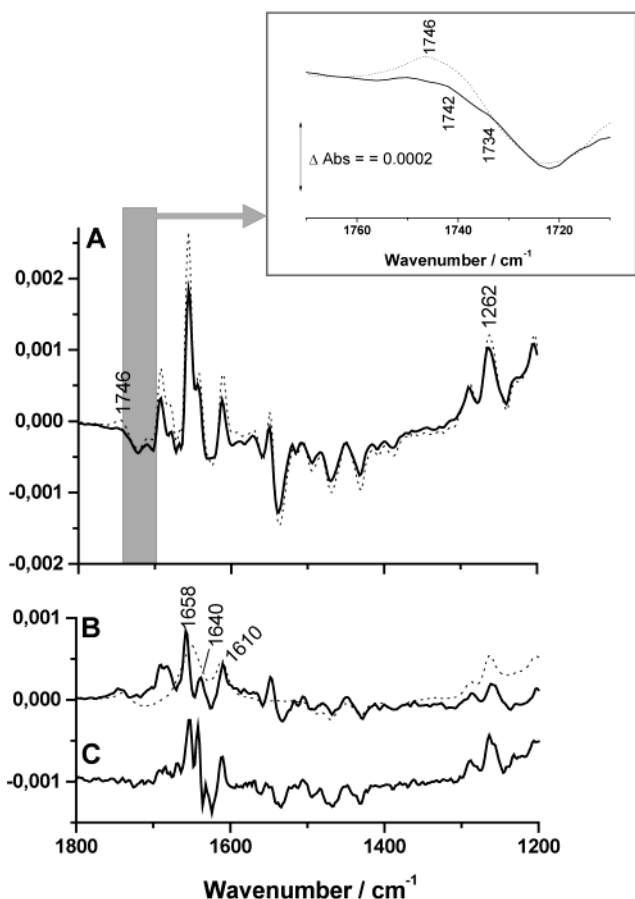 1746
1742
1734
Δ Abs = = 0.0002
1760 1740 1720
Wavenumber / cm-1
A
0,002
0,001
0,000
-0,001
-0,002
1746
1262
B
0,001
0,000
1658
1640
1610
C
-0,001
1800 1600 1400 1200
Wavenumber / cm-1